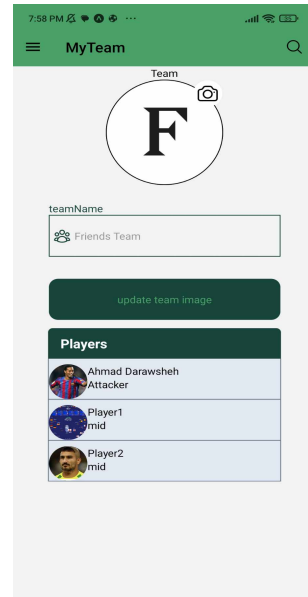 7:58 PM
35
MyTeam
Team
F
teamName
Friends Team
update team image
Players
Ahmad Darawsheh
Attacker
Player1
mid
Player2
mid